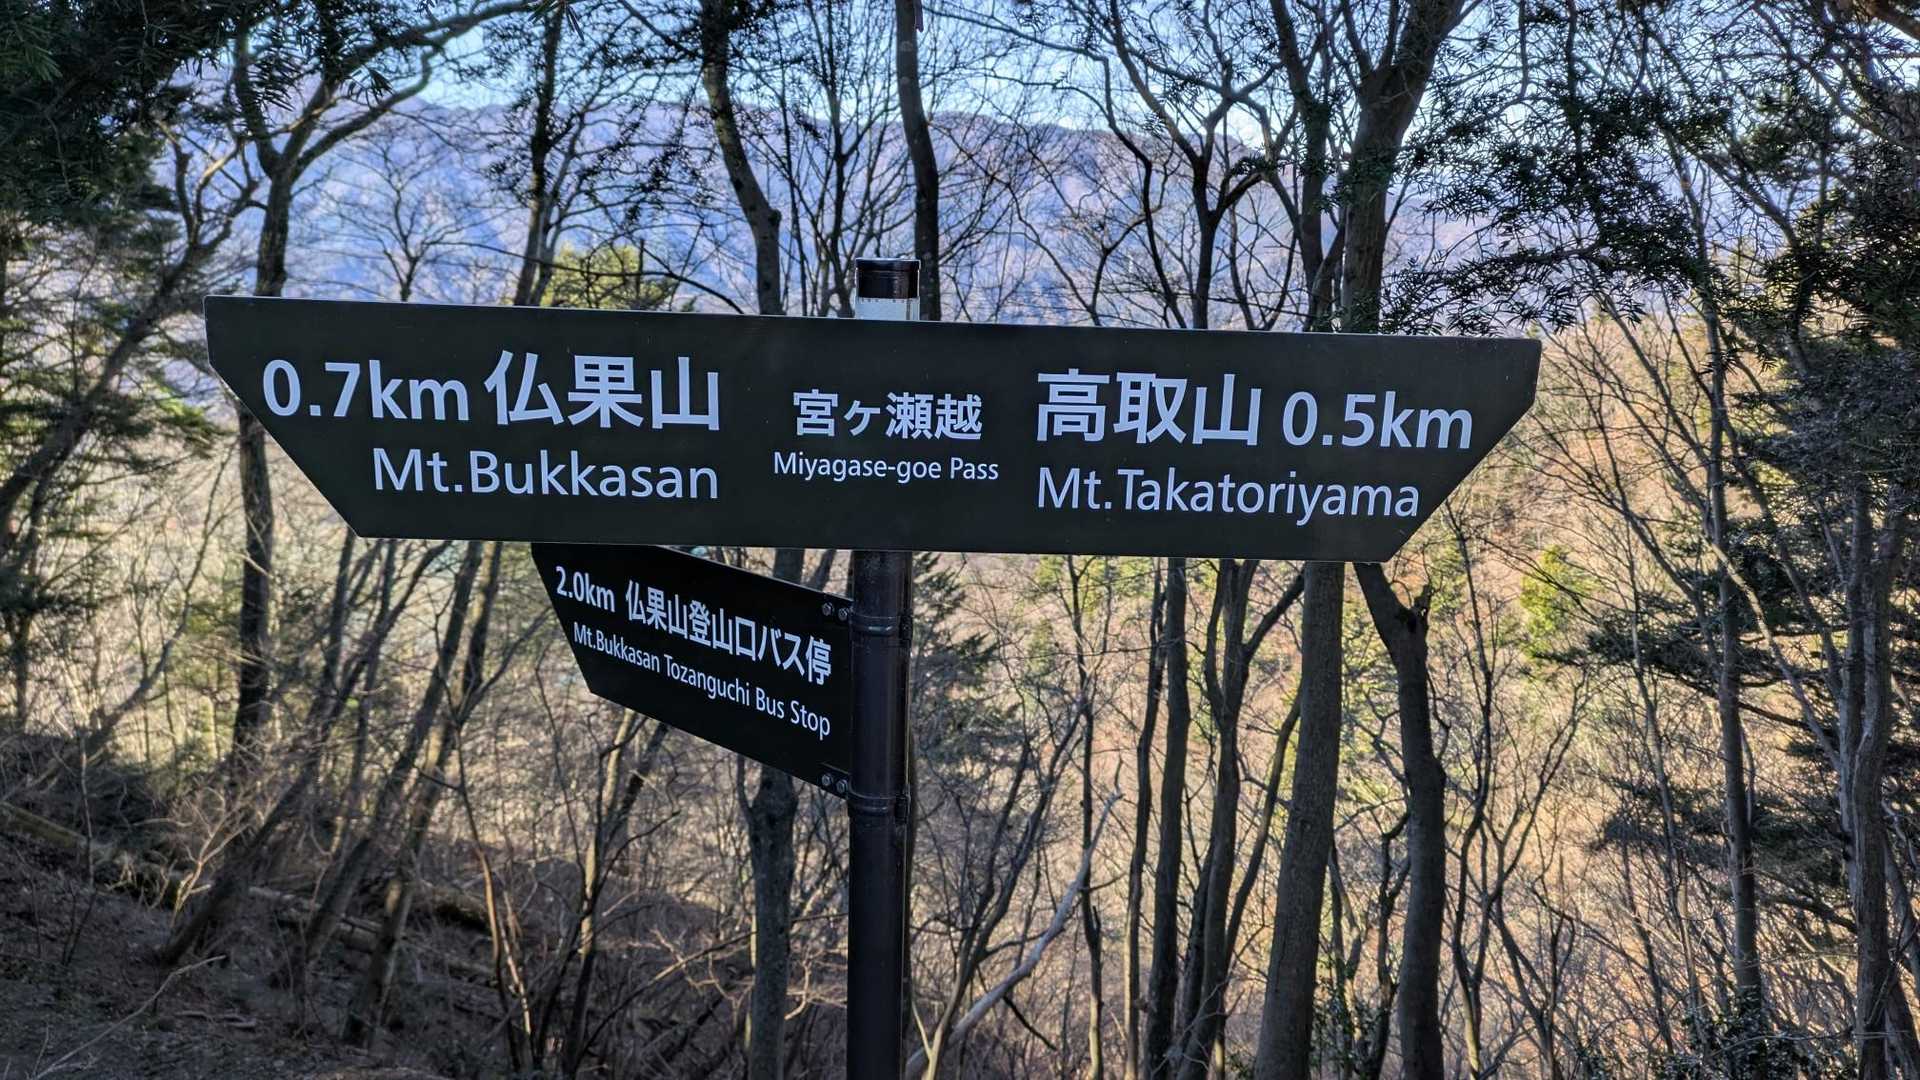 0.7km 仏果山
Mt.Bukkasan
宮ヶ瀬越
Miyagase-goe Pass
高取山 0.5km
Mt.Takatoriyama
2.0km 仏果山登山口バス停
Mt.Bukkasan Tozanguchi Bus Stop